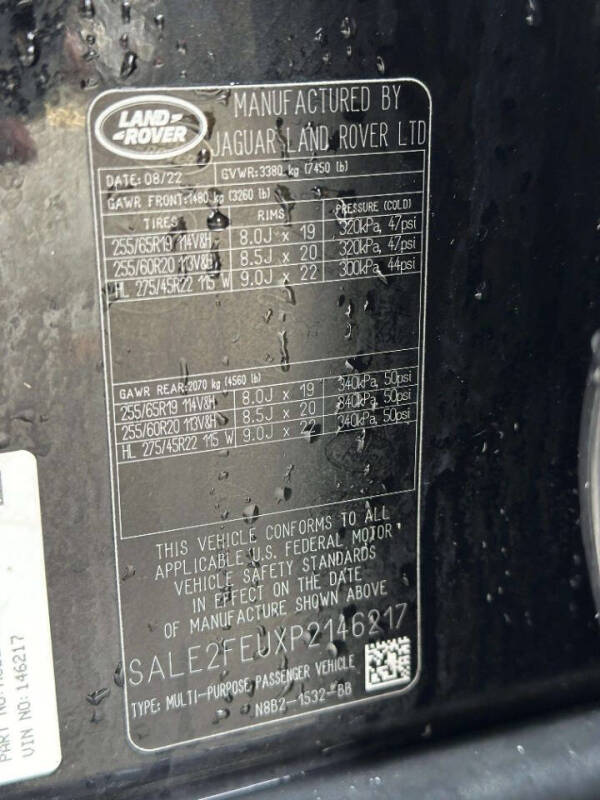 LAND ROVER
MANUFACTURED BY
JAGUAR LAND ROVER LTD
DATE: 08/22 GVWR: 3380 kg (7450 lb)
GAWR FRONT: 1480 kg (3260 lb)
TIRES RIMS PRESSURE (COLD)
255/65R19 114V&H 8.0J x 19 320kPa, 47psi
255/60R20 113V&H 8.5J x 20 320kPa, 47psi
HL 275/45R22 115 W 9.0J x 22 300kPa 44psi
GAWR REAR: 2070 kg (4560 lb)
255/65R19 114V&H 8.0J x 19 340kPa, 50psi
255/60R20 113V&H 8.5J x 20 340kPa, 50psi
HL 275/45R22 115 W 9.0J x 22 340kPa, 50psi
THIS VEHICLE CONFORMS TO ALL
APPLICABLE U.S. FEDERAL MOTOR
VEHICLE SAFETY STANDARDS
IN EFFECT ON THE DATE
OF MANUFACTURE SHOWN ABOVE
SALE2FEUXP2146217
TYPE: MULTI-PURPOSE PASSENGER VEHICLE
N8B2-1532-BB
PART NO:
VIN NO: 146217